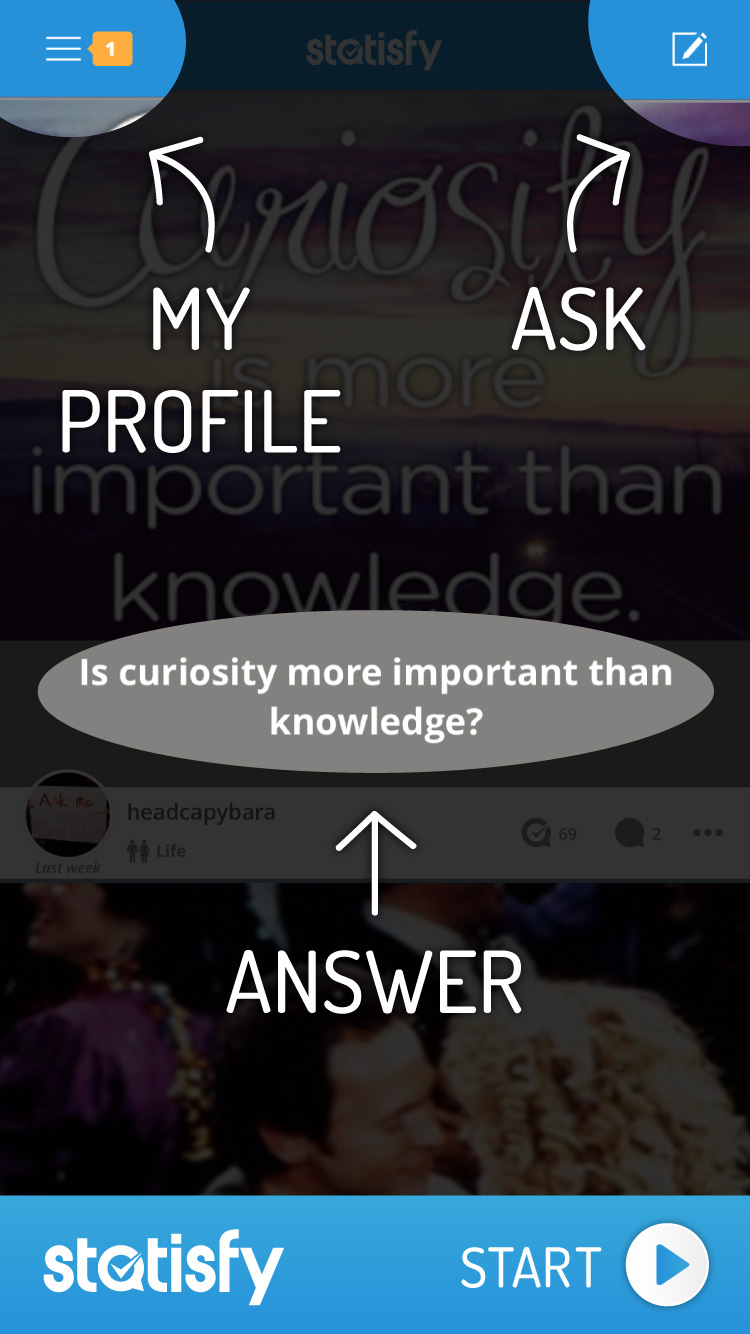 1
statisfy
Curiosity
is more
important than
knowledge.
MY
PROFILE
ASK
Is curiosity more important than
knowledge?
Ask me
headcapybara
Life
Last week
69
2
ANSWER
statisfy
START